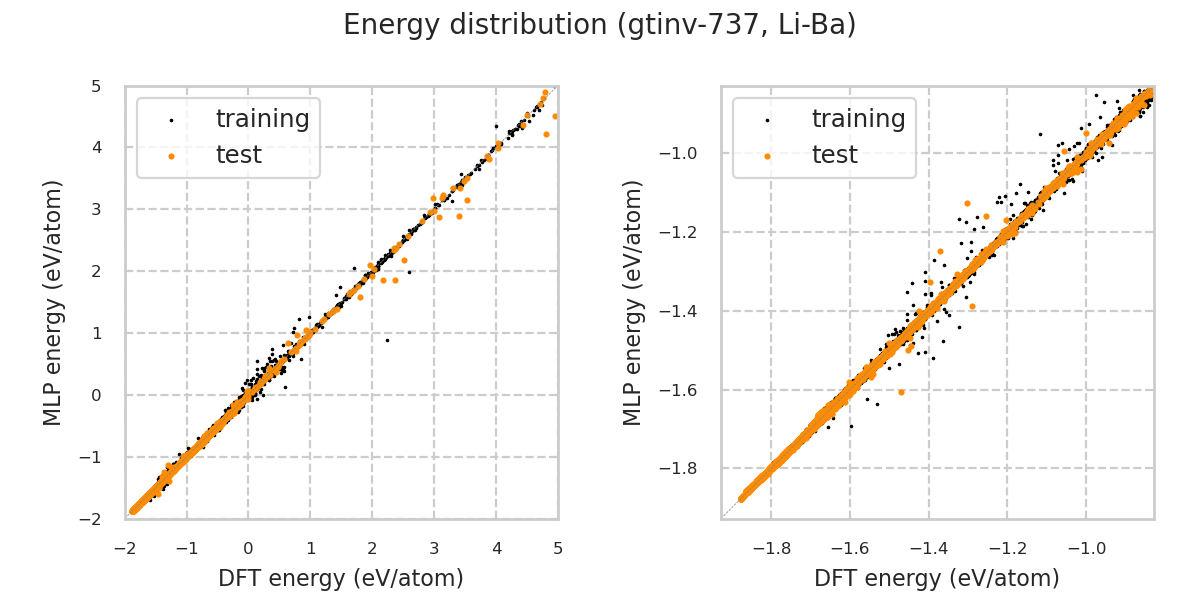 Energy distribution (gtinv-737, Li-Ba)
MLP energy (eV/atom)
5
4
3
2
1
0
−1
−2
training
test
−2
−1
0
1
2
3
4
5
DFT energy (eV/atom)
MLP energy (eV/atom)
−1.0
−1.2
−1.4
−1.6
−1.8
training
test
−1.8
−1.6
−1.4
−1.2
−1.0
DFT energy (eV/atom)